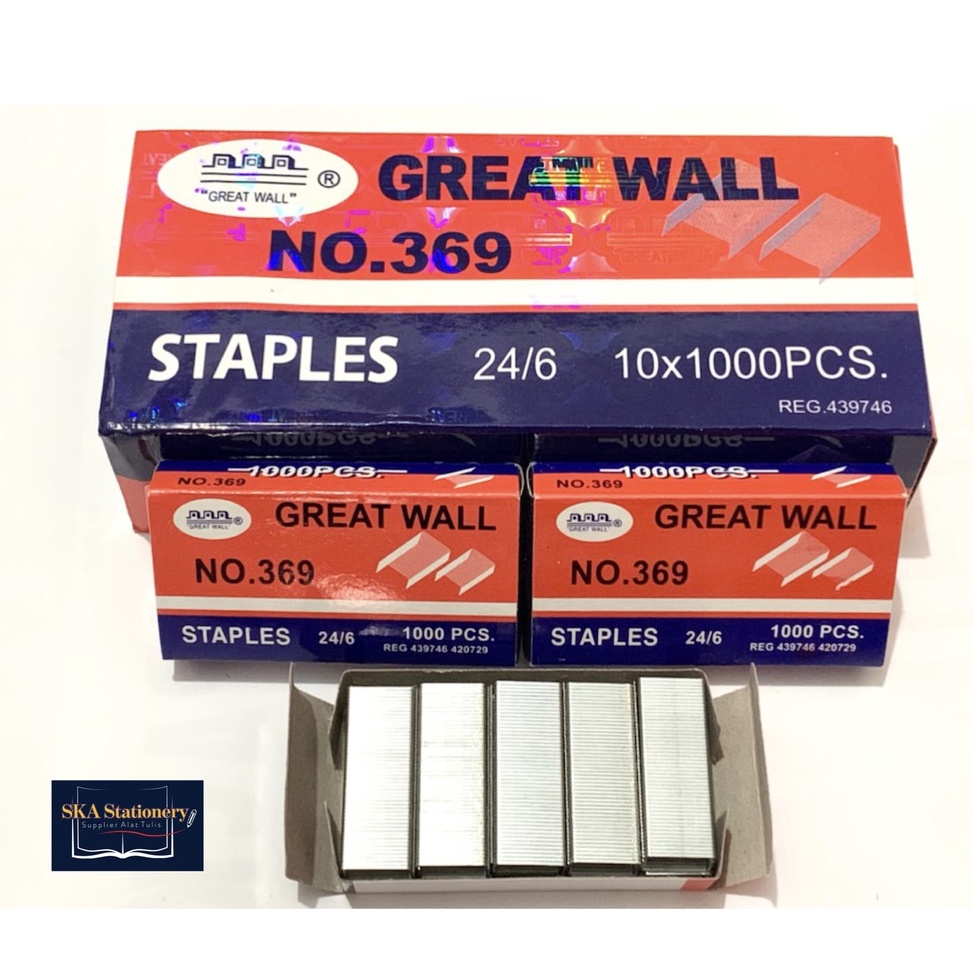 "GREAT WALL" ®
GREAT WALL
NO.369
STAPLES 24/6 10x1000PCS.
REG.439746
1000PCS.
1000PCS.
NO.369 1000PCS.
"GREAT WALL" ®
GREAT WALL
NO.369
STAPLES 24/6 1000 PCS.
REG 439746 420729
NO.369 1000PCS.
"GREAT WALL" ®
GREAT WALL
NO.369
STAPLES 24/6 1000 PCS.
REG 439746 420729
SKA Stationery
Supplier Alat Tulis